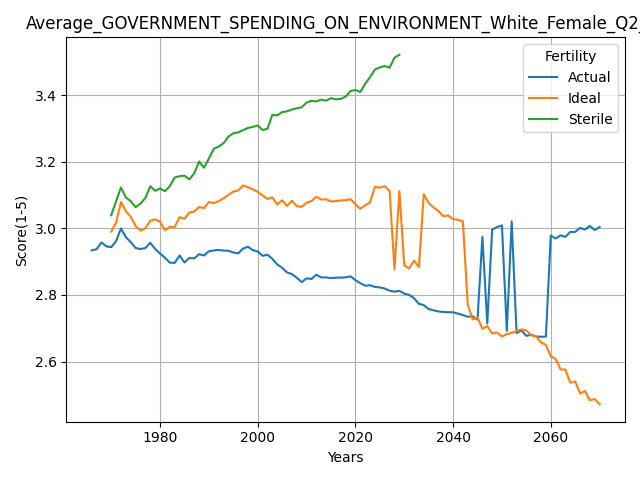 Average_GOVERNMENT_SPENDING_ON_ENVIRONMENT_White_Female_Q2_
Fertility
Actual
Ideal
Sterile
Score(1-5)
3.4
3.2
3.0
2.8
2.6
1980 2000 2020 2040 2060
Years